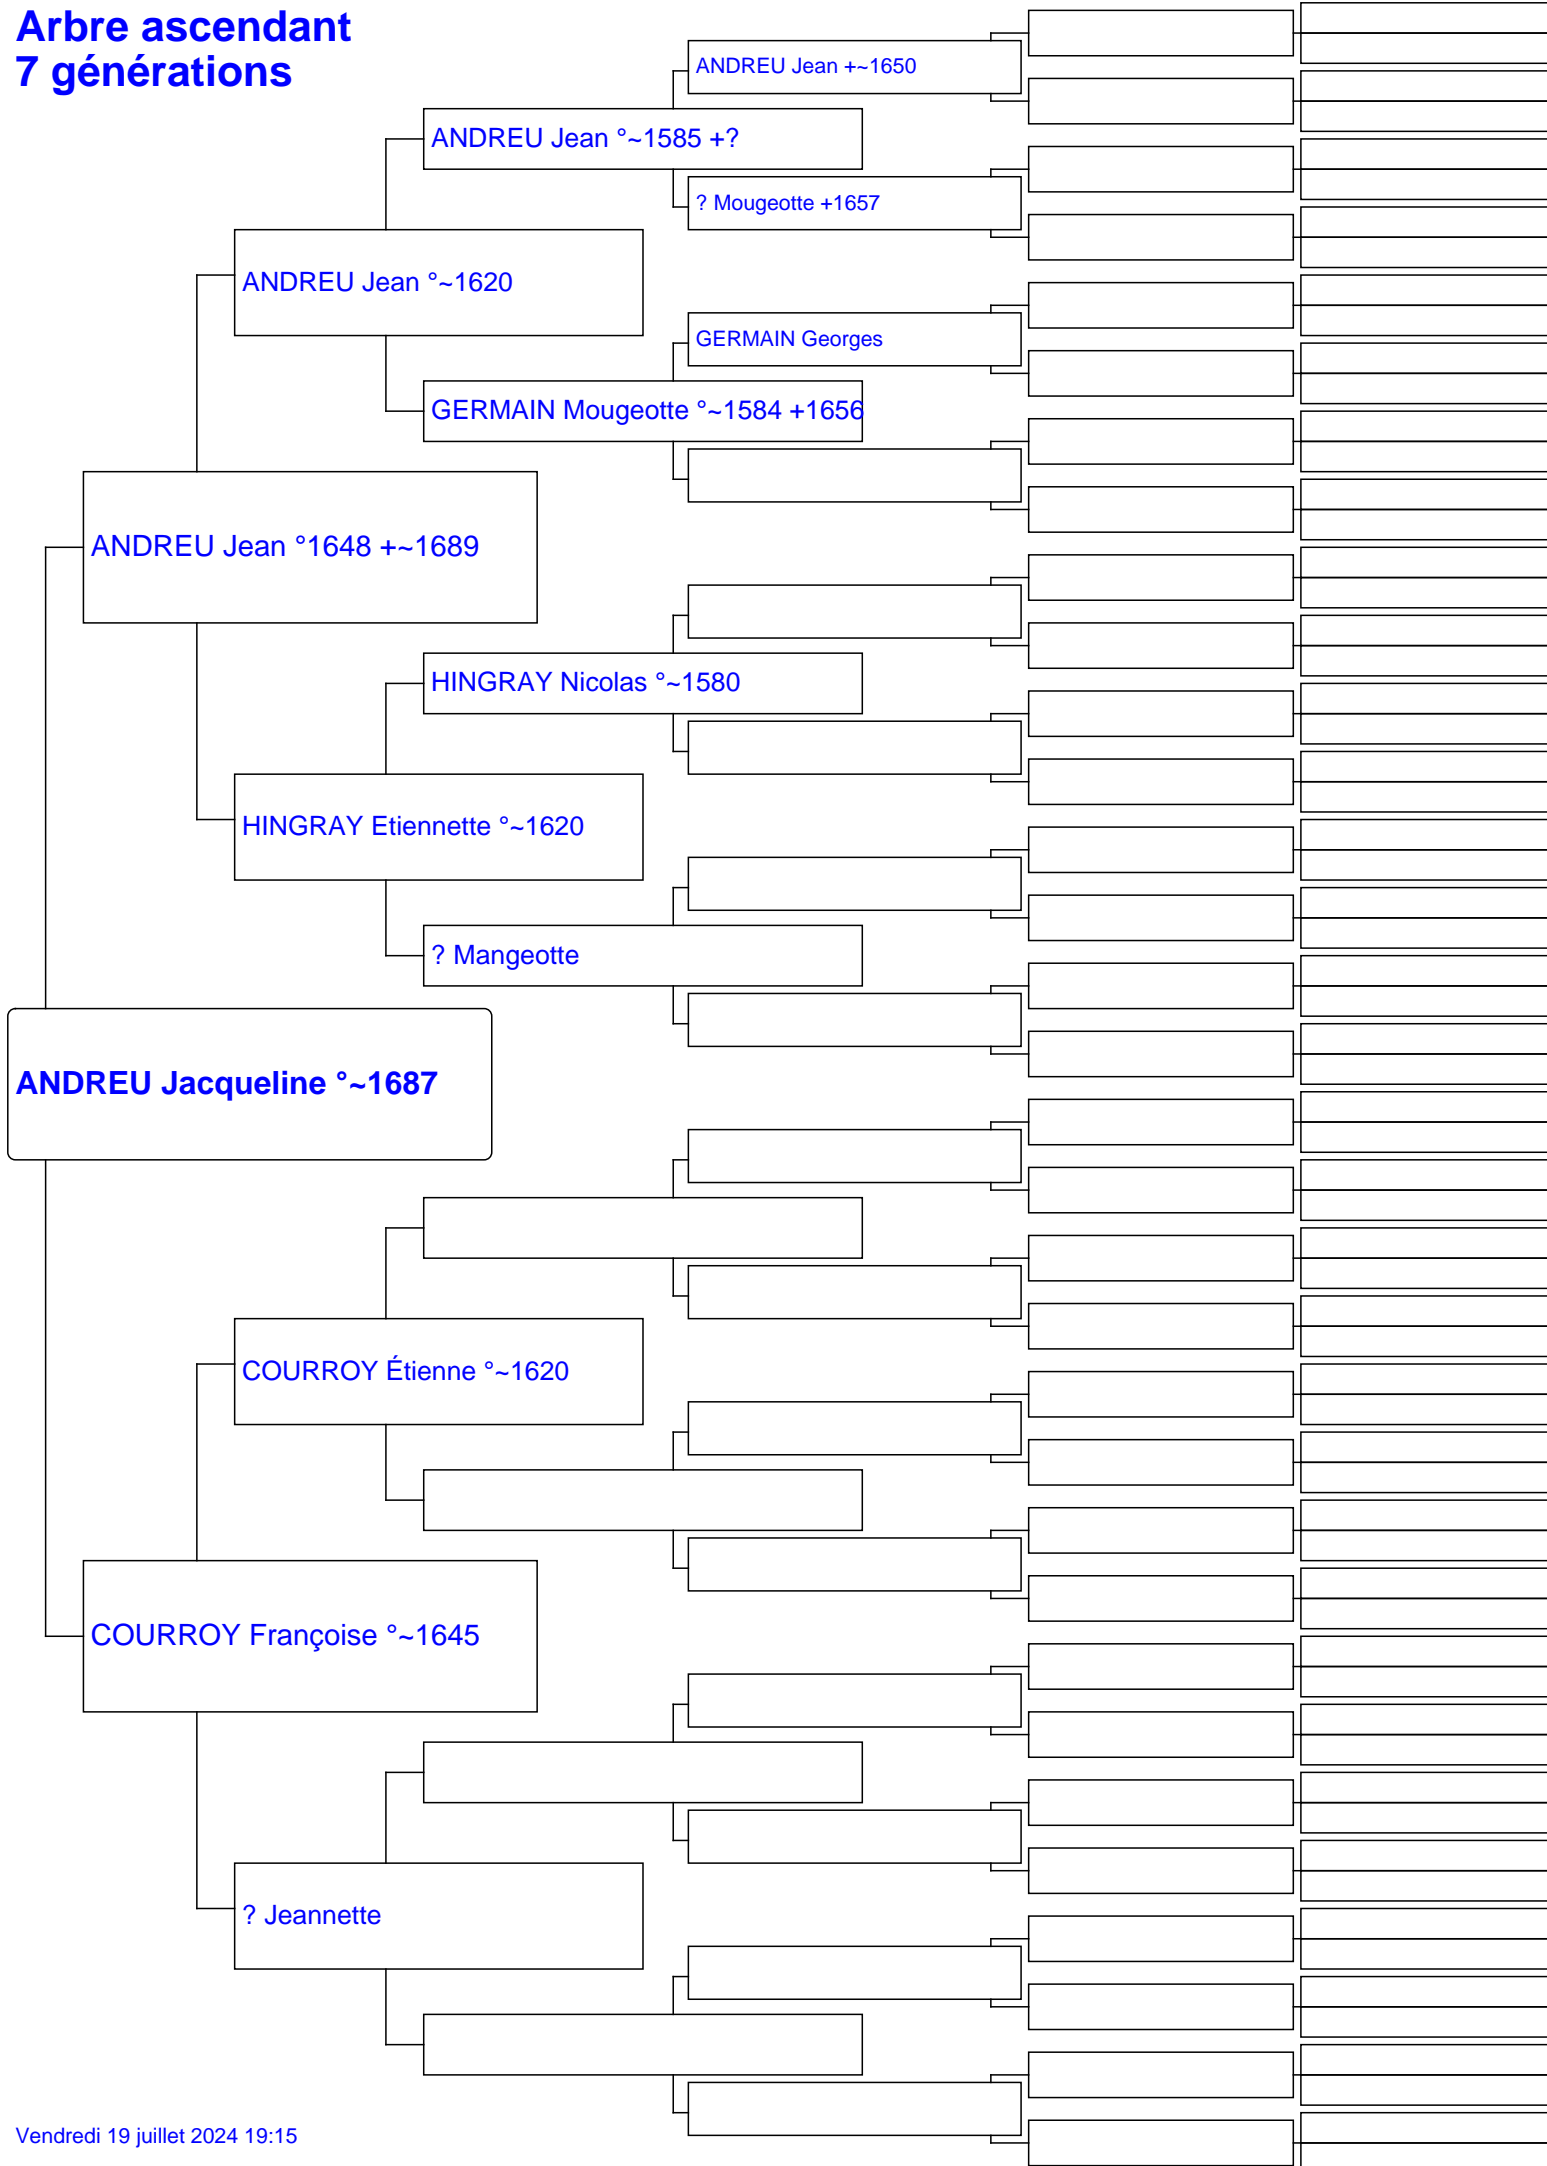 Arbre ascendant
7 générations
ANDREU Jean +~1650
ANDREU Jean °~1585 +?
? Mougeotte +1657
ANDREU Jean °~1620
GERMAIN Georges
GERMAIN Mougeotte °~1584 +1656
ANDREU Jean °1648 +~1689
HINGRAY Nicolas °~1580
HINGRAY Etiennette °~1620
? Mangeotte
ANDREU Jacqueline °~1687
COURROY Étienne °~1620
COURROY Françoise °~1645
? Jeannette
Vendredi 19 juillet 2024 19:15